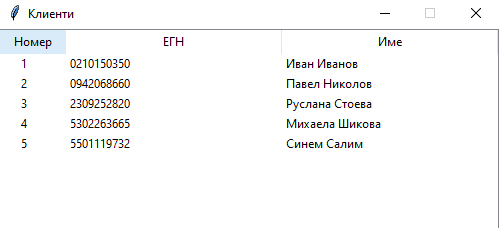 Клиенти
Номер ЕГН Име
1 0210150350 Иван Иванов
2 0942068660 Павел Николов
3 2309252820 Руслана Стоева
4 5302263665 Михаела Шикова
5 5501119732 Синем Салим